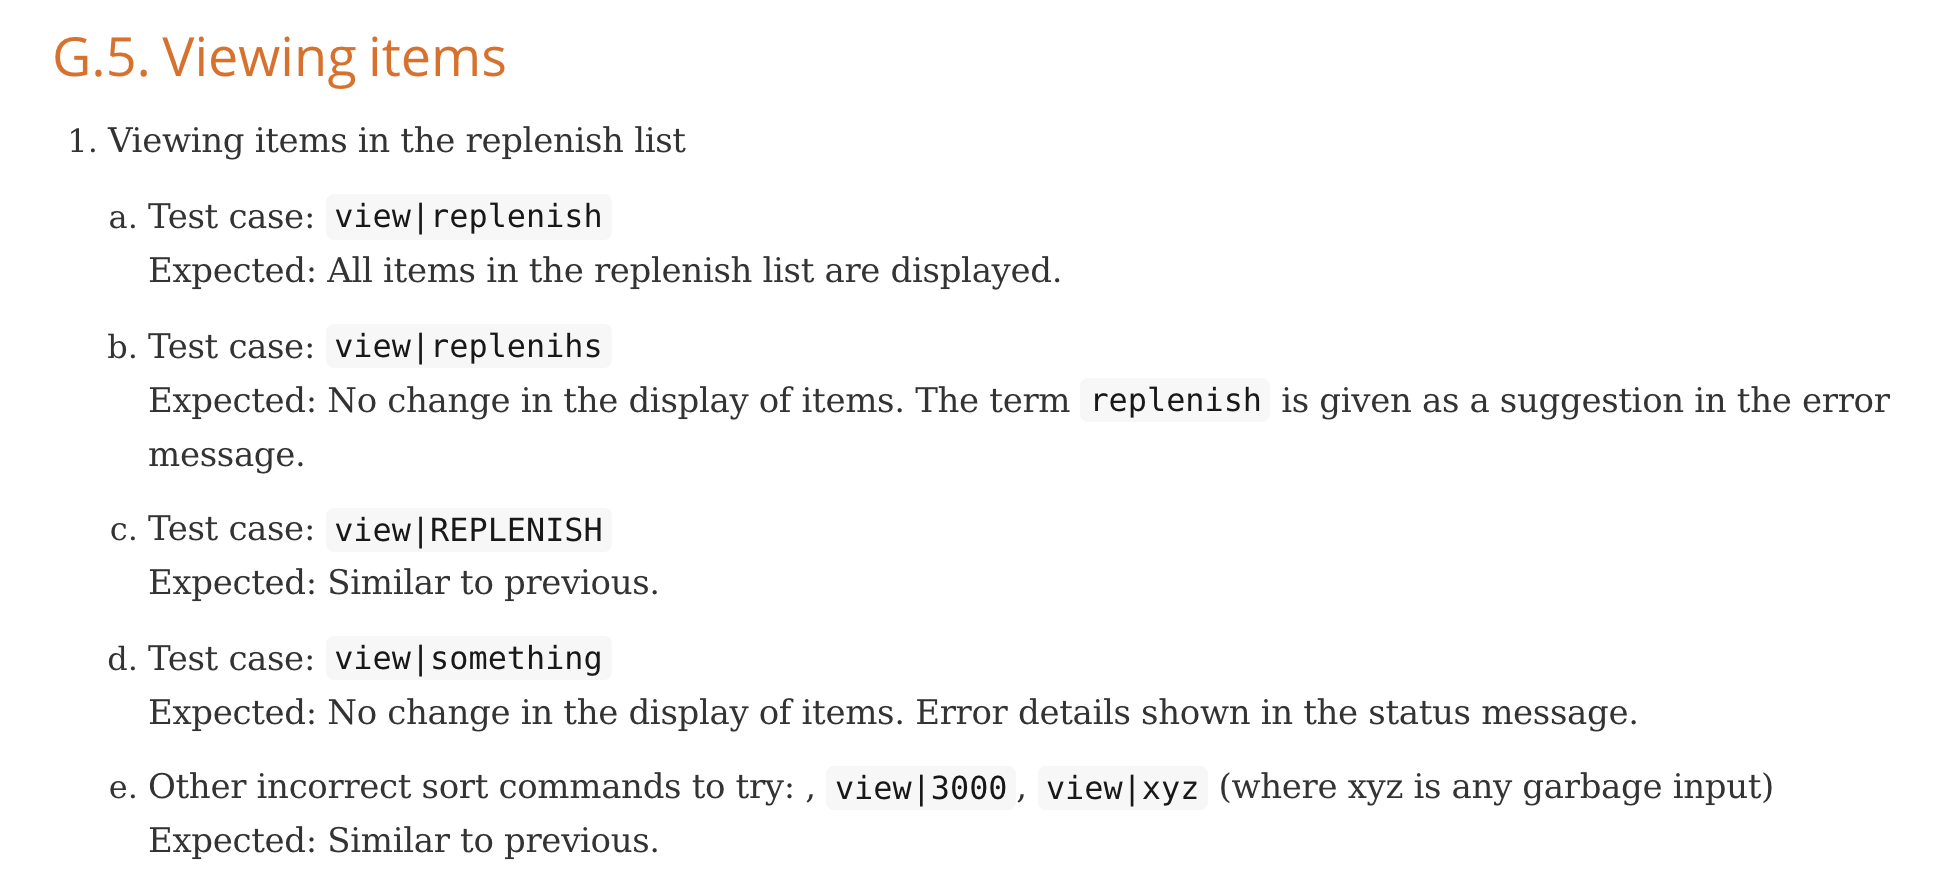 G.5. Viewing items
1. Viewing items in the replenish list
a. Test case: view|replenish
Expected: All items in the replenish list are displayed.
b. Test case: view|replenihs
Expected: No change in the display of items. The term replenish is given as a suggestion in the error
message.
c. Test case: view|REPLENISH
Expected: Similar to previous.
d. Test case: view|something
Expected: No change in the display of items. Error details shown in the status message.
e. Other incorrect sort commands to try: , view|3000, view|xyz (where xyz is any garbage input)
Expected: Similar to previous.